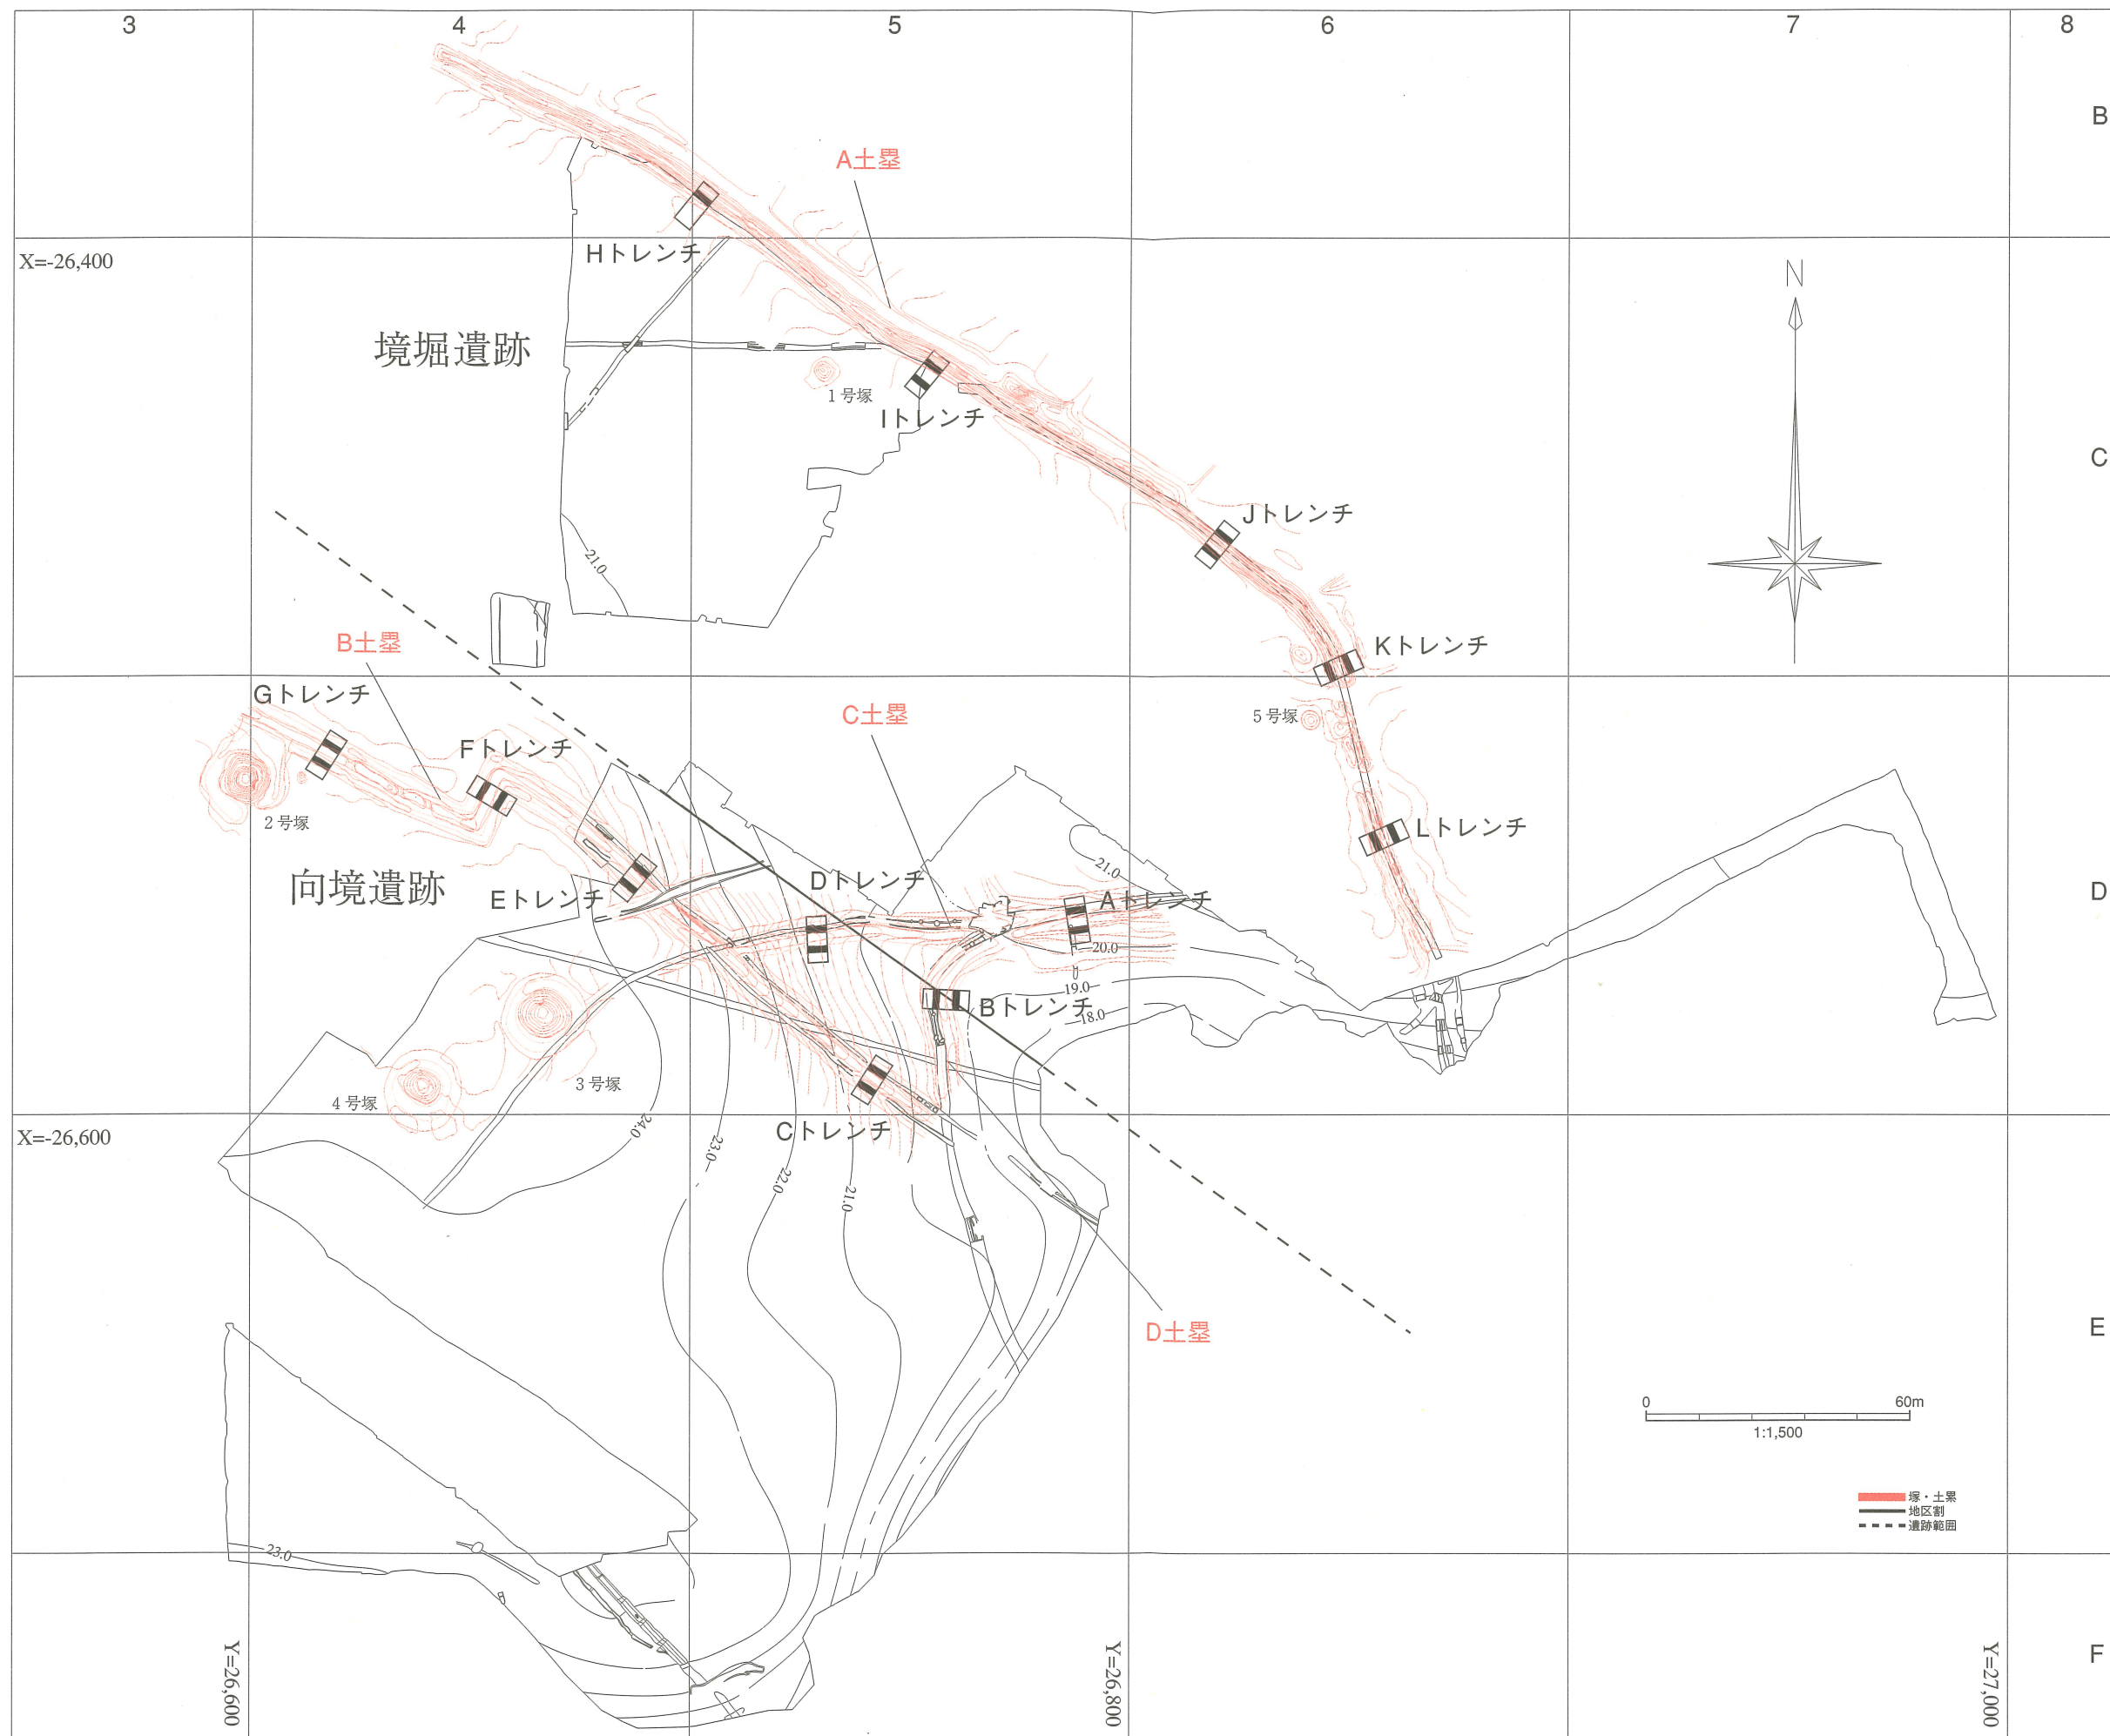 3
4
5
6
7
8
B
A土塁
X=-26,400
Hトレンチ
N
境堀遺跡
1号塚
Iトレンチ
C
Jトレンチ
21.0
B土塁
Kトレンチ
Gトレンチ
C土塁
5号塚
Fトレンチ
2号塚
Lトレンチ
向境遺跡
Dトレンチ
21.0
Eトレンチ
Aトレンチ
D
20.0
19.0
Bトレンチ
18.0
3号塚
4号塚
24.0
Cトレンチ
X=-26,600
23.0
22.0
21.0
D土塁
E
0
60m
1:1,500
塚・土累
地区割
遺跡範囲
23.0
Y=26,600
Y=26,800
Y=27,000
F